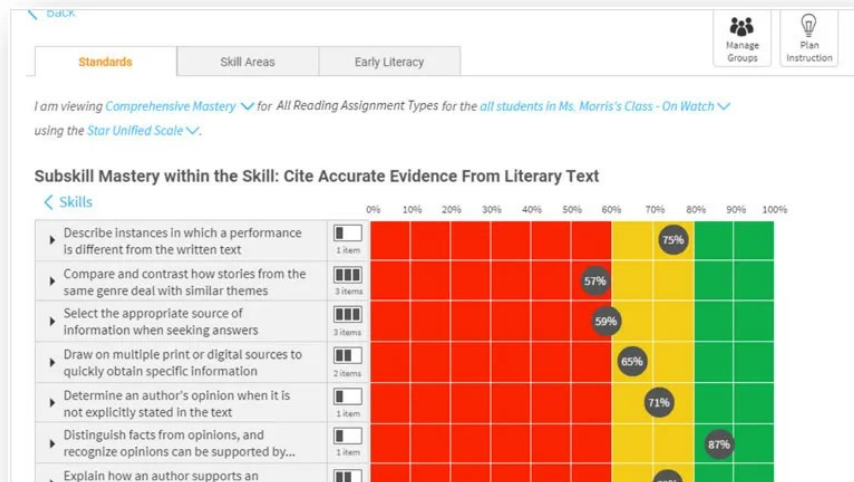 Back
Manage
Groups
Plan
Instruction
Standards
Skill Areas
Early Literacy
I am viewing Comprehensive Mastery for All Reading Assignment Types for the all students in Ms. Morris's Class - On Watch
using the Star Unified Scale.
Subskill Mastery within the Skill: Cite Accurate Evidence From Literary Text
Skills
0% 10% 20% 30% 40% 50% 60% 70% 80% 90% 100%
Describe instances in which a performance
is different from the written text
1 item
75%
Compare and contrast how stories from the
same genre deal with similar themes
3 items
57%
Select the appropriate source of
information when seeking answers
3 items
59%
Draw on multiple print or digital sources to
quickly obtain specific information
2 items
65%
Determine an author's opinion when it is
not explicitly stated in the text
1 item
71%
Distinguish facts from opinions, and
recognize opinions can be supported by...
1 item
87%
Explain how an author supports an